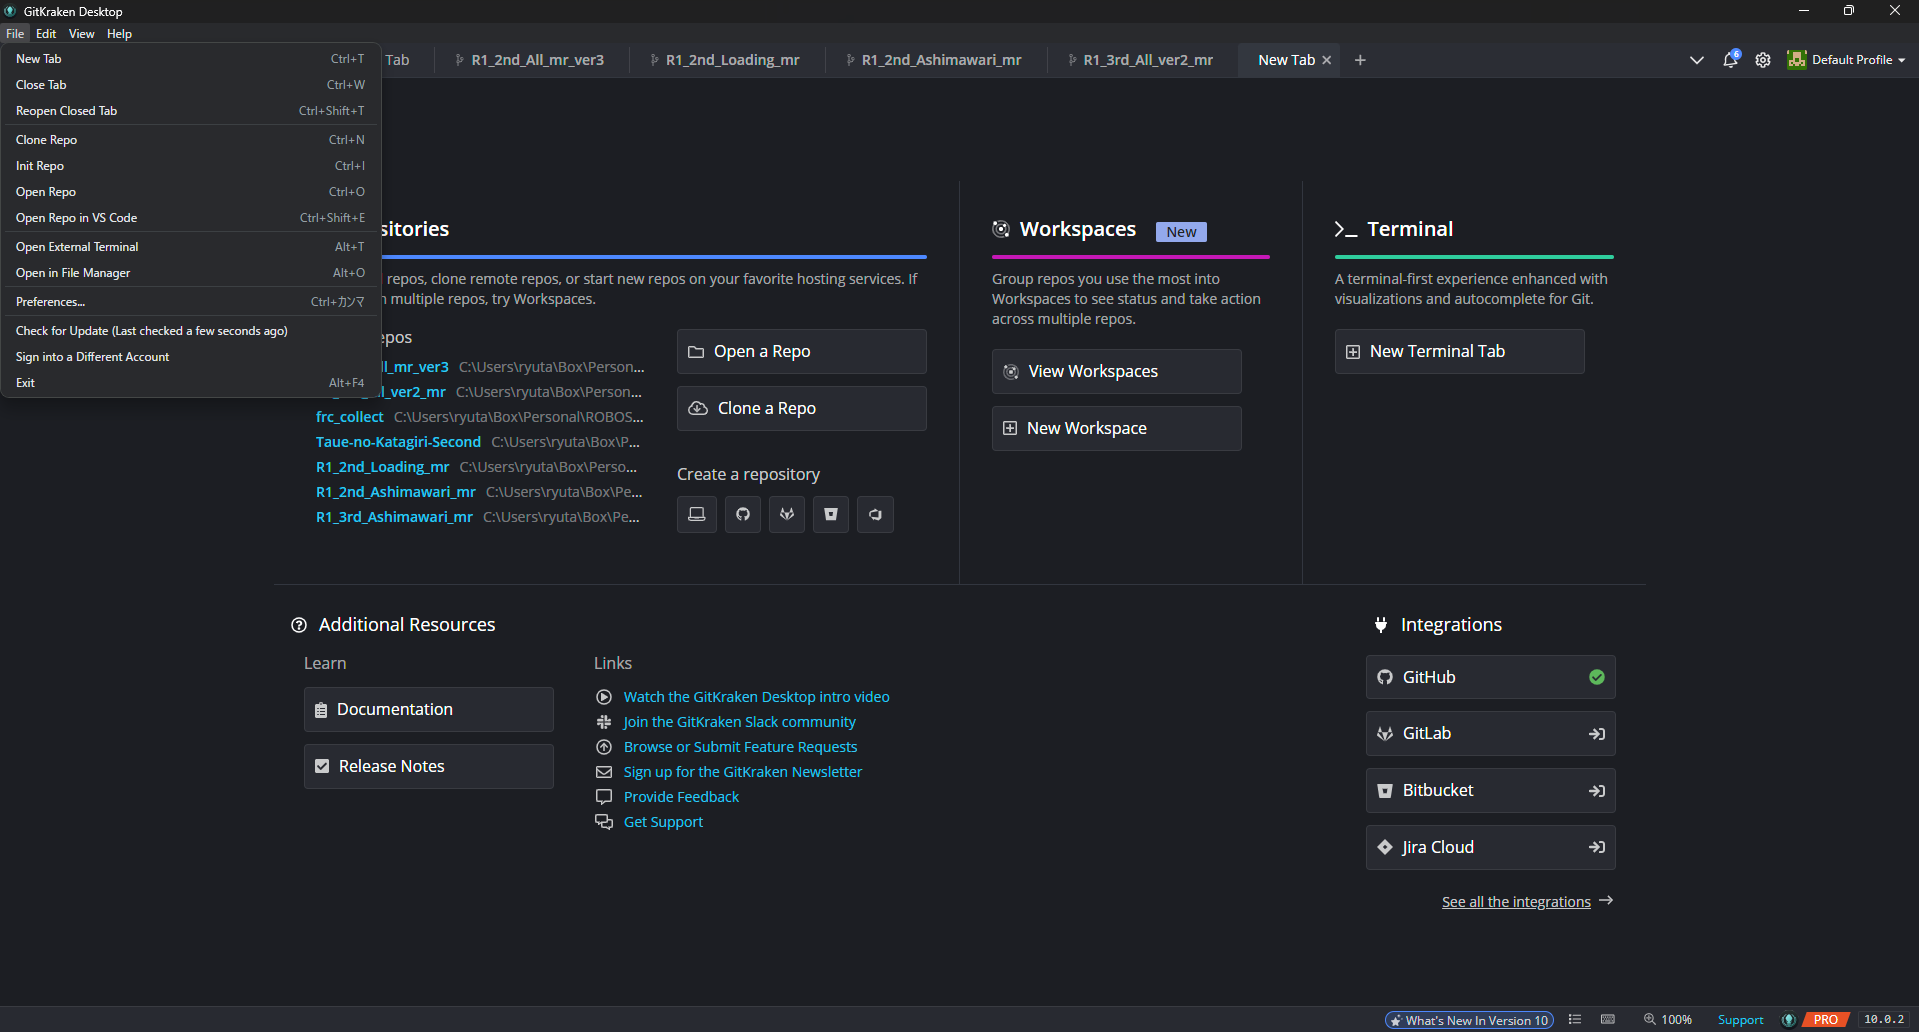 GitKraken Desktop
File Edit View Help
New Tab Ctrl+T
Close Tab Ctrl+W
Reopen Closed Tab Ctrl+Shift+T
Clone Repo Ctrl+N
Init Repo Ctrl+I
Open Repo Ctrl+O
Open Repo in VS Code Ctrl+Shift+E
Open External Terminal Alt+T
Open in File Manager Alt+O
Preferences... Ctrl+カンマ
Check for Update (Last checked a few seconds ago)
Sign into a Different Account
Exit Alt+F4
Tab R1_2nd_All_mr_ver3 R1_2nd_Loading_mr R1_2nd_Ashimawari_mr R1_3rd_All_ver2_mr New Tab
6 Default Profile
sitories
repos, clone remote repos, or start new repos on your favorite hosting services. If
multiple repos, try Workspaces.
epos
l_mr_ver3 C:\Users\ryuta\Box\Person...
ll_ver2_mr C:\Users\ryuta\Box\Person...
frc_collect C:\Users\ryuta\Box\Personal\ROBOS...
Taue-no-Katagiri-Second C:\Users\ryuta\Box\P...
R1_2nd_Loading_mr C:\Users\ryuta\Box\Perso...
R1_2nd_Ashimawari_mr C:\Users\ryuta\Box\Pe...
R1_3rd_Ashimawari_mr C:\Users\ryuta\Box\Pe...
Open a Repo
Clone a Repo
Create a repository
Workspaces New
Group repos you use the most into
Workspaces to see status and take action
across multiple repos.
View Workspaces
New Workspace
Terminal
A terminal-first experience enhanced with
visualizations and autocomplete for Git.
New Terminal Tab
Additional Resources
Learn
Documentation
Release Notes
Links
Watch the GitKraken Desktop intro video
Join the GitKraken Slack community
Browse or Submit Feature Requests
Sign up for the GitKraken Newsletter
Provide Feedback
Get Support
Integrations
GitHub
GitLab
Bitbucket
Jira Cloud
See all the integrations
What's New In Version 10 100% Support PRO 10.0.2